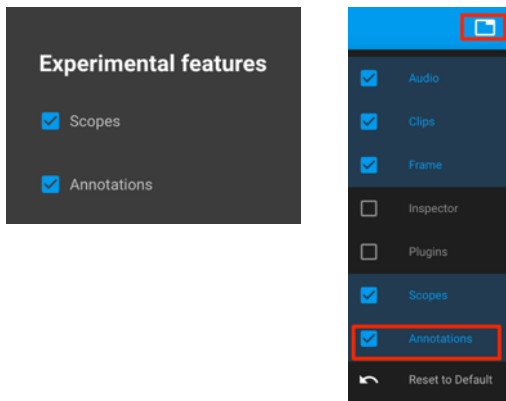 Experimental features
Scopes
Annotations
Audio
Clips
Frame
Inspector
Plugins
Scopes
Annotations
Reset to Default